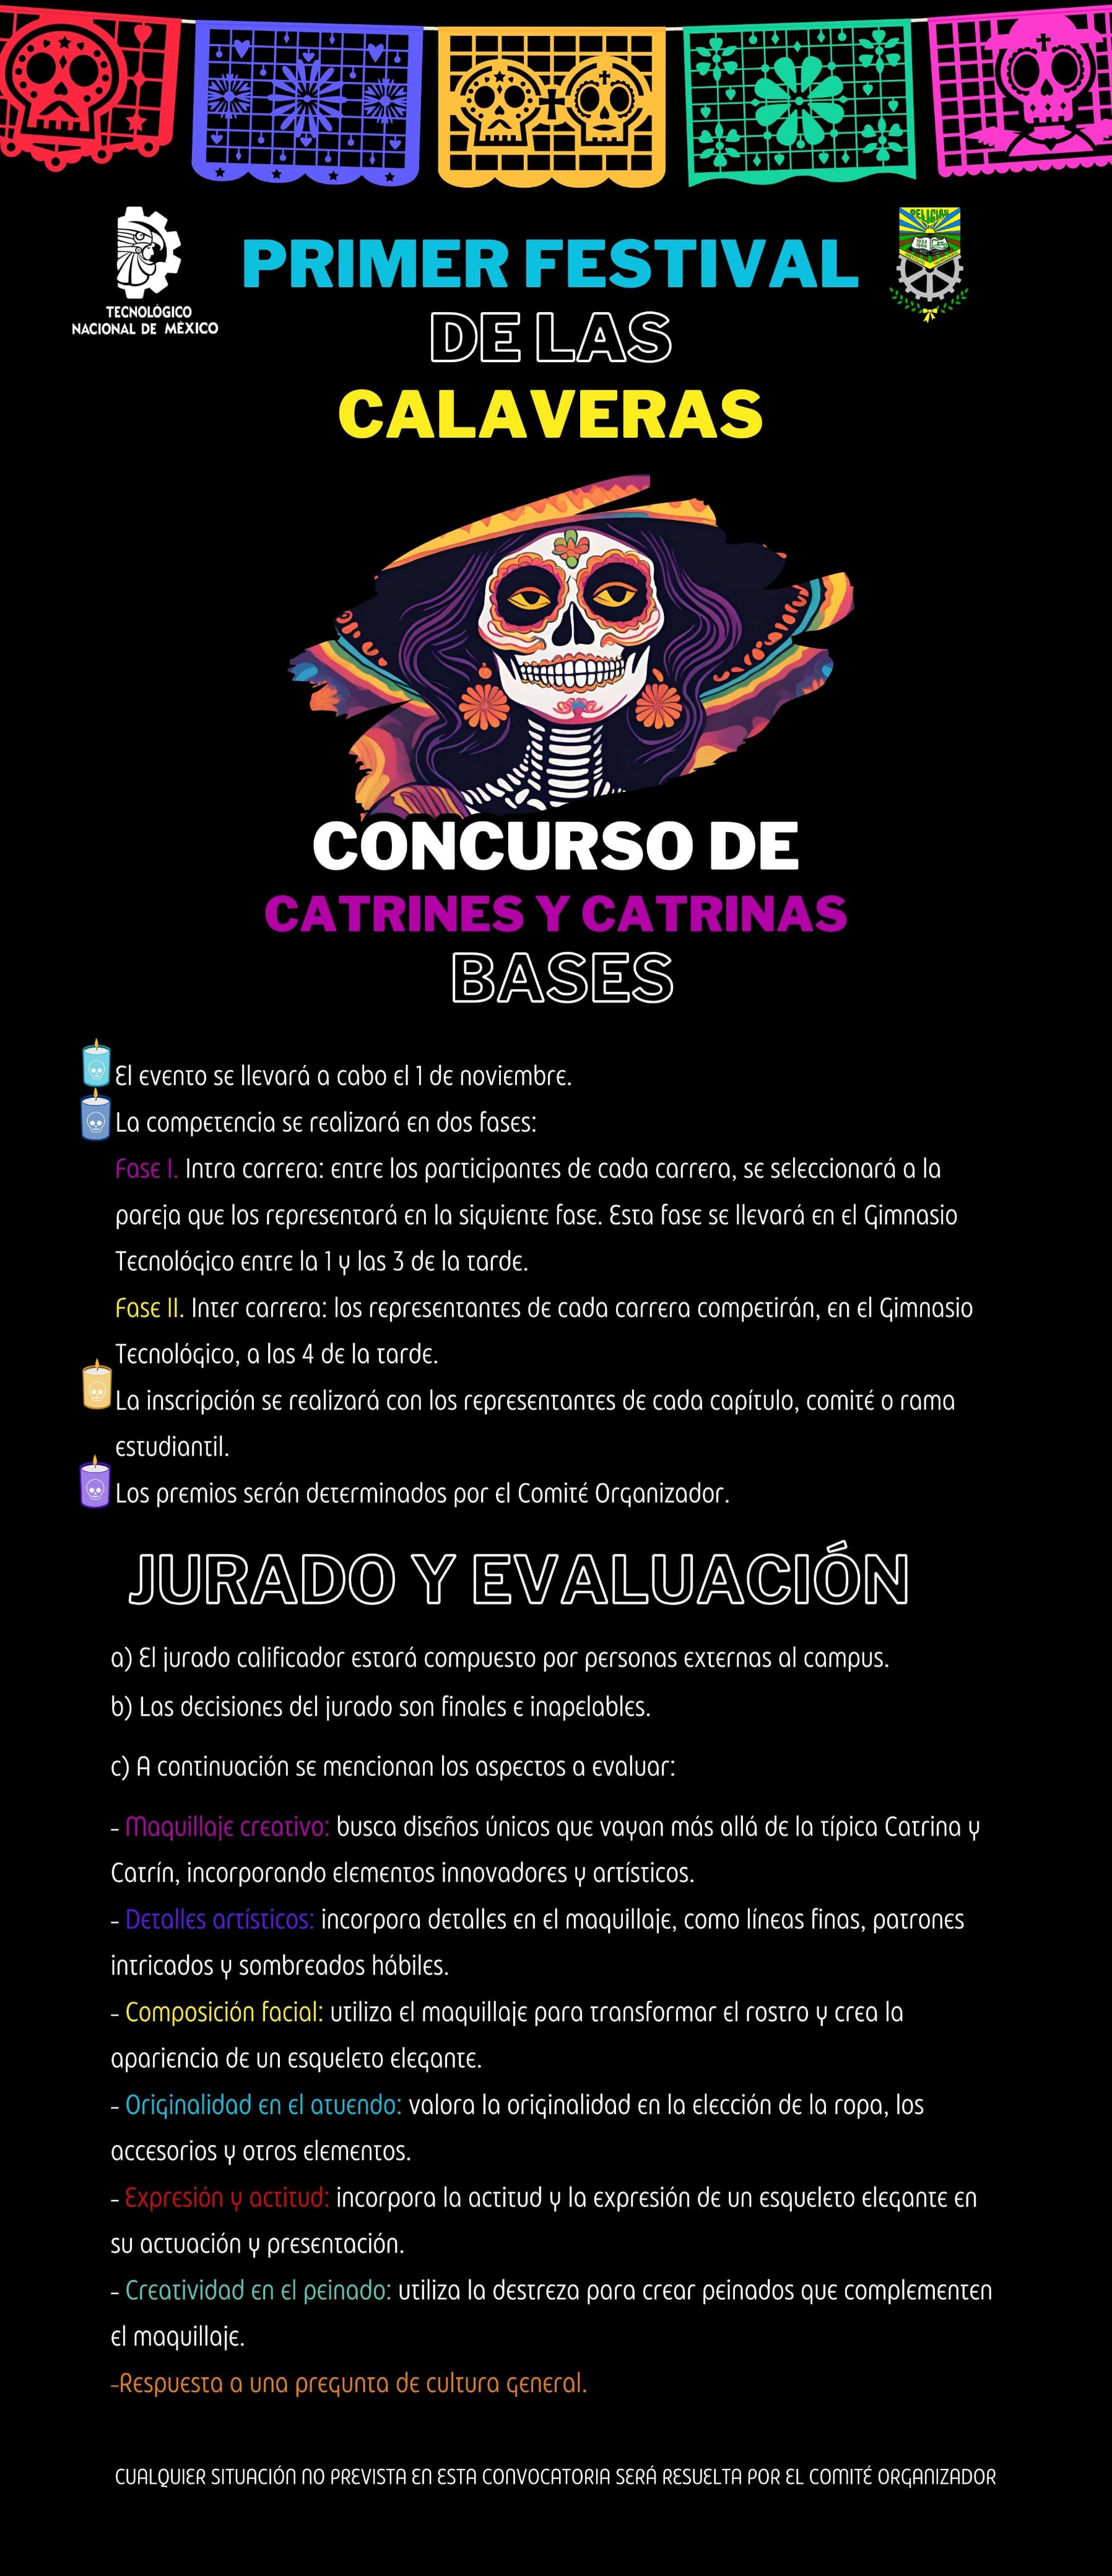 PRIMER FESTIVAL
DE LAS
CALAVERAS
TECNOLÓGICO
NACIONAL DE MÉXICO
CONCURSO DE
CATRINES Y CATRINAS
BASES
El evento se llevará a cabo el 1 de noviembre.
La competencia se realizará en dos fases:
Fase I. Intra carrera: entre los participantes de cada carrera, se seleccionará a la
pareja que los representará en la siguiente fase. Esta fase se llevará en el Gimnasio
Tecnológico entre la 1 y las 3 de la tarde.
Fase II. Inter carrera: los representantes de cada carrera competirán, en el Gimnasio
Tecnológico, a las 4 de la tarde.
La inscripción se realizará con los representantes de cada capítulo, comité o rama
estudiantil.
Los premios serán determinados por el Comité Organizador.
JURADO Y EVALUACIÓN
a) El jurado calificador estará compuesto por personas externas al campus.
b) Las decisiones del jurado son finales e inapelables.
c) A continuación se mencionan los aspectos a evaluar:
- Maquillaje creativo: busca diseños únicos que vayan más allá de la típica Catrina y
Catrín, incorporando elementos innovadores y artísticos.
- Detalles artísticos: incorpora detalles en el maquillaje, como líneas finas, patrones
intricados y sombreados hábiles.
- Composición facial: utiliza el maquillaje para transformar el rostro y crea la
apariencia de un esqueleto elegante.
- Originalidad en el atuendo: valora la originalidad en la elección de la ropa, los
accesorios y otros elementos.
- Expresión y actitud: incorpora la actitud y la expresión de un esqueleto elegante en
su actuación y presentación.
- Creatividad en el peinado: utiliza la destreza para crear peinados que complementen
el maquillaje.
-Respuesta a una pregunta de cultura general.
CUALQUIER SITUACIÓN NO PREVISTA EN ESTA CONVOCATORIA SERÁ RESUELTA POR EL COMITÉ ORGANIZADOR